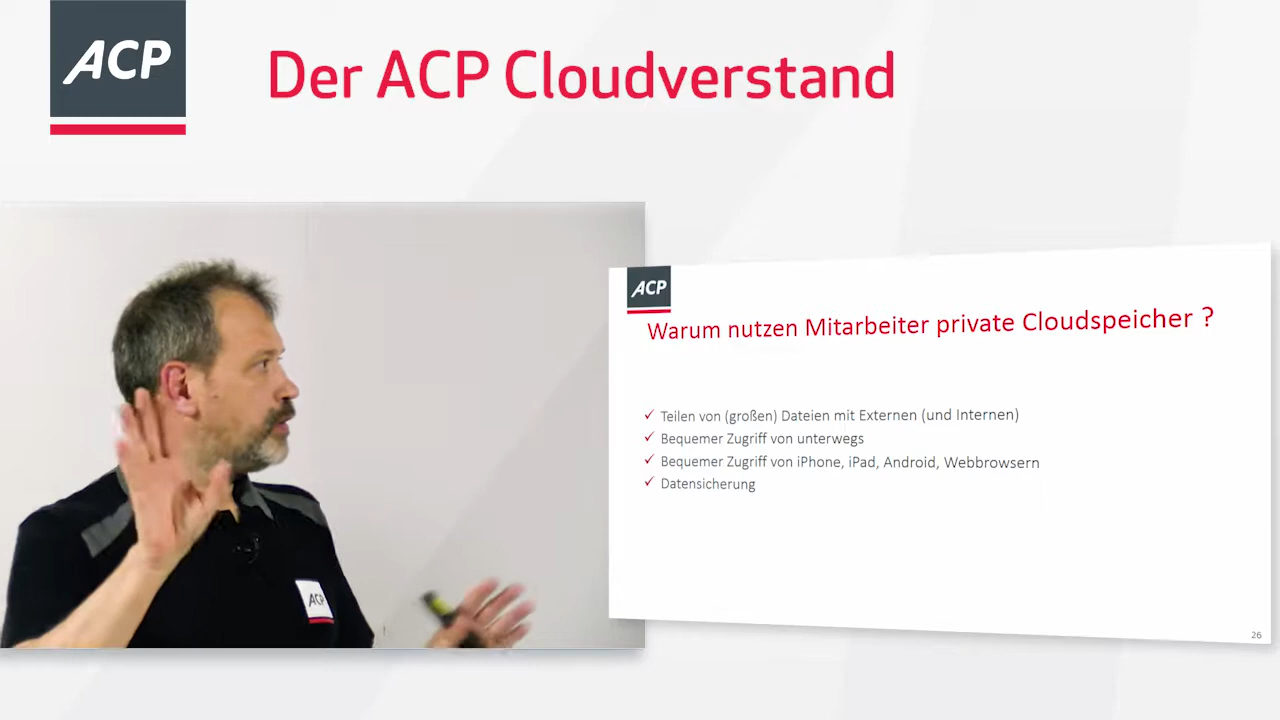 ACP
Der ACP Cloudverstand
ACP
Warum nutzen Mitarbeiter private Cloudspeicher ?
✓ Teilen von (großen) Dateien mit Externen (und Internen)
✓ Bequemer Zugriff von unterwegs
✓ Bequemer Zugriff von iPhone, iPad, Android, Webbrowsern
✓ Datensicherung
ACP
26